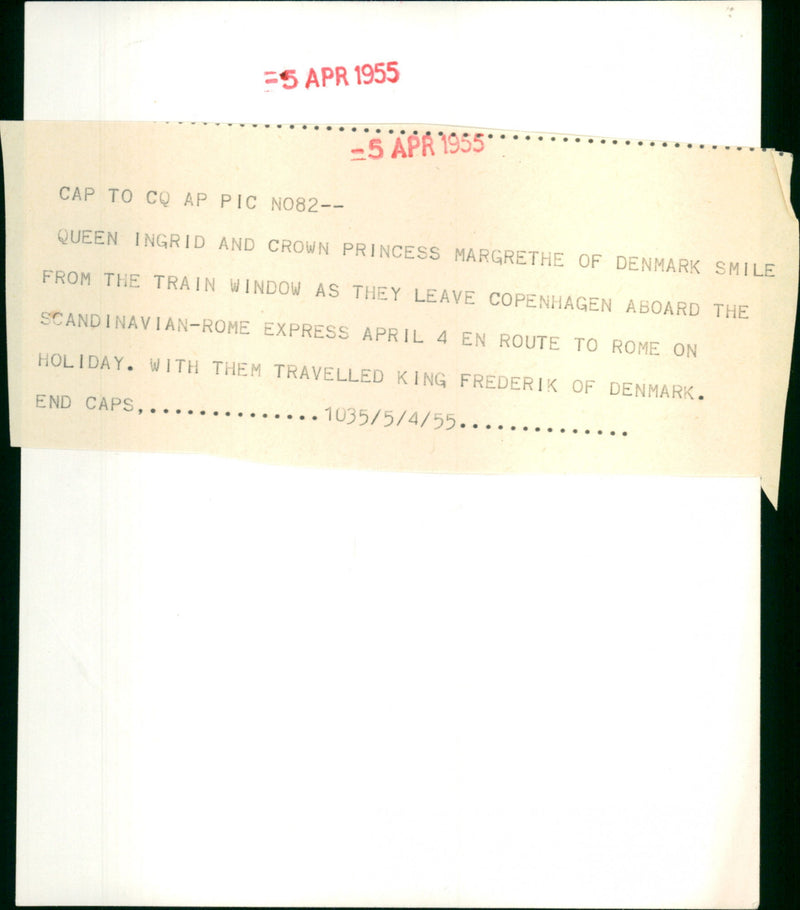 -5 APR 1955
-5 APR 1955
CAP TO CQ AP PIC NO82--
QUEEN INGRID AND CROWN PRINCESS MARGRETHE OF DENMARK SMILE
FROM THE TRAIN WINDOW AS THEY LEAVE COPENHAGEN ABOARD THE
SCANDINAVIAN-ROME EXPRESS APRIL 4 EN ROUTE TO ROME ON
HOLIDAY. WITH THEM TRAVELLED KING FREDERIK OF DENMARK.
END CAPS,...............1035/5/4/55..............